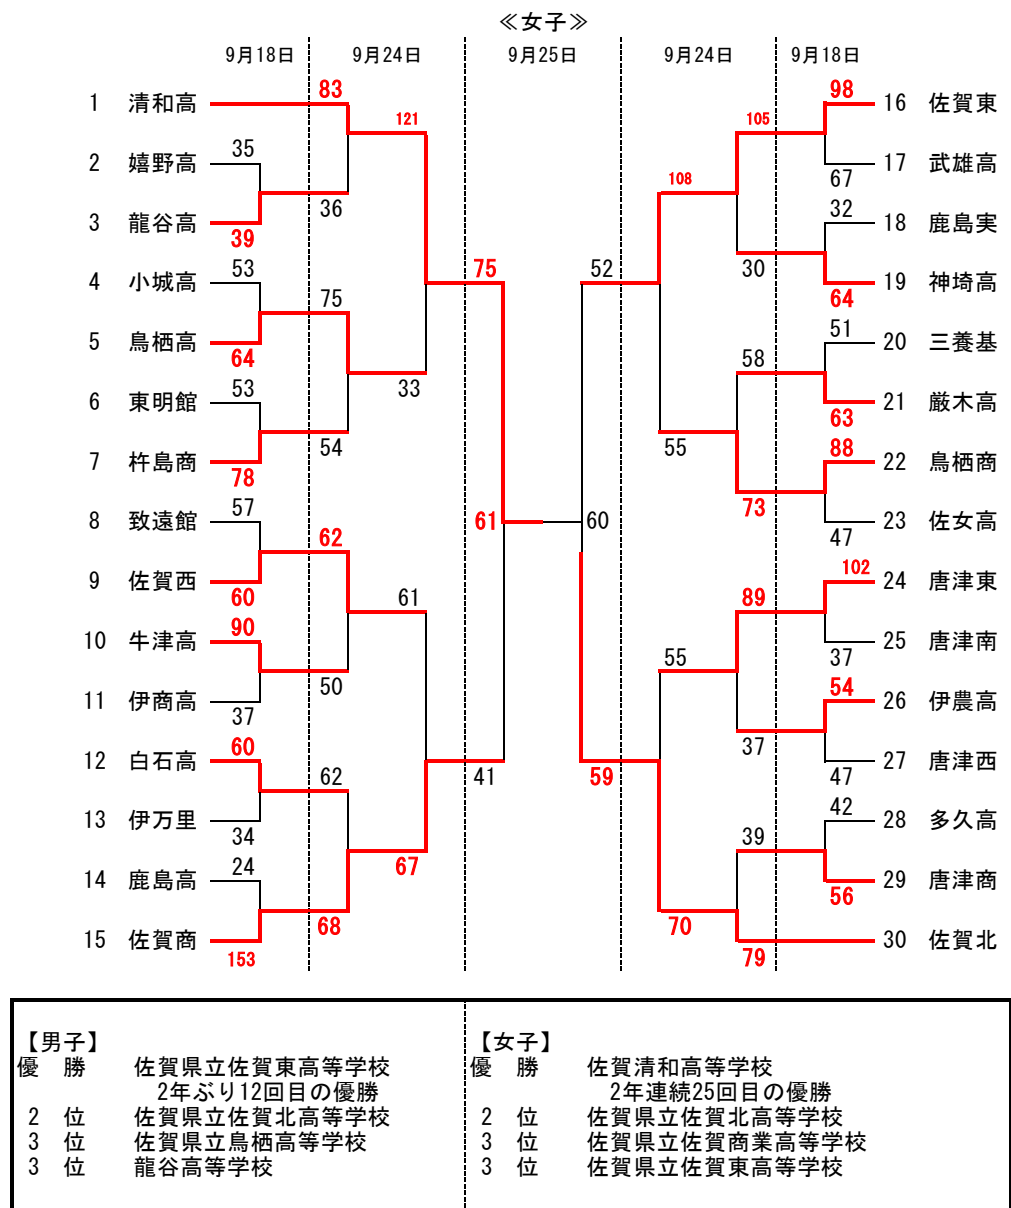 ≪女子≫
9月18日 9月24日 9月25日 9月24日 9月18日
83 98
1 清和高 121 105 16 佐賀東
35
2 嬉野高 108 17 武雄高
67
36 32
3 龍谷高 18 鹿島実
39
53 75 52 30
4 小城高 19 神埼高
75 64
51
5 鳥栖高 20 三養基
64 58
53 33
6 東明館 21 厳木高
63
54 55 88
7 杵島商 22 鳥栖商
78 73
57
8 致遠館 61 60 23 佐女高
62 47
102
9 佐賀西 24 唐津東
60 61 89
90
10 牛津高 25 唐津南
55 37
50 54
11 伊商高 26 伊農高
37
60 37
12 白石高 27 唐津西
62 41 59 47
42
13 伊万里 28 多久高
34 39
24 67
14 鹿島高 29 唐津商
56
68 70
15 佐賀商 30 佐賀北
153 79
【男子】
優 勝 佐賀県立佐賀東高等学校
2年ぶり12回目の優勝
2 位 佐賀県立佐賀北高等学校
3 位 佐賀県立鳥栖高等学校
3 位 龍谷高等学校
【女子】
優 勝 佐賀清和高等学校
2年連続25回目の優勝
2 位 佐賀県立佐賀北高等学校
3 位 佐賀県立佐賀商業高等学校
3 位 佐賀県立佐賀東高等学校